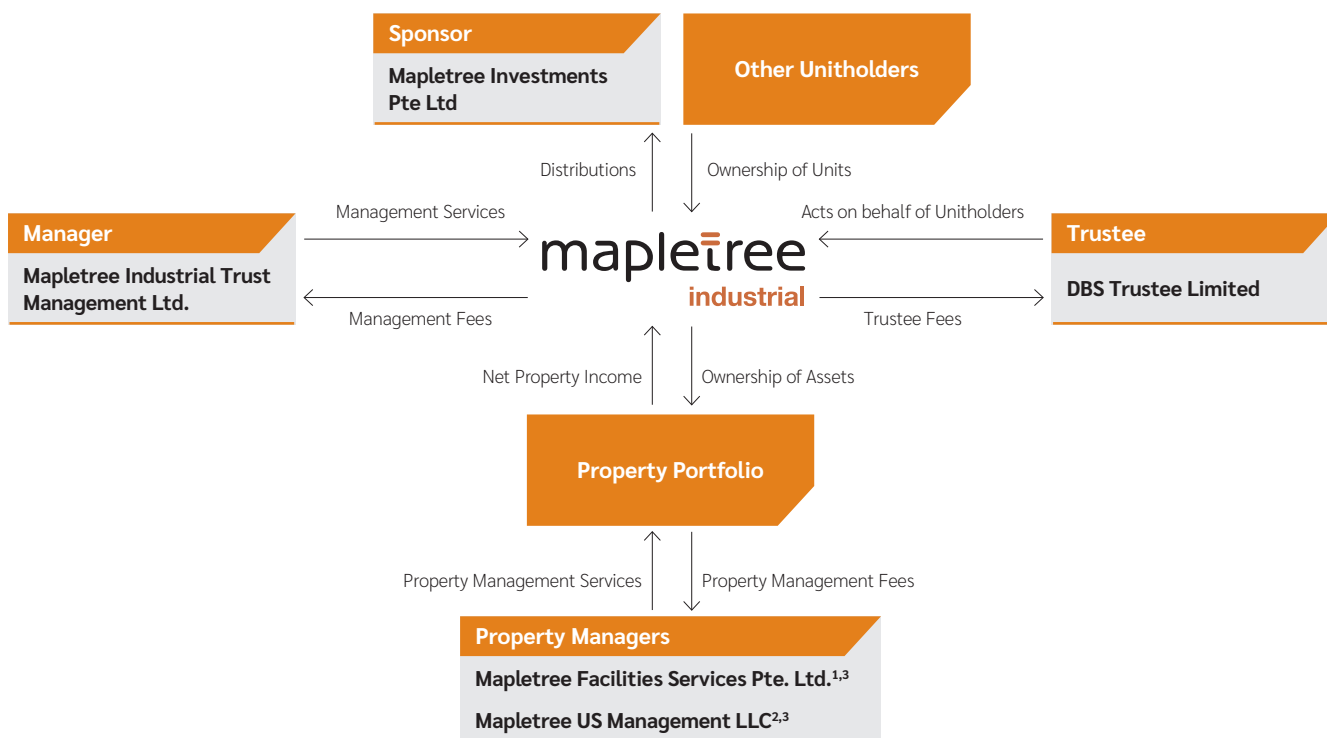 Sponsor
Mapletree Investments
Pte Ltd
Other Unitholders
Distributions
Ownership of Units
Manager
Mapletree Industrial Trust
Management Ltd.
Management Services
Management Fees
mapletree
industrial
Acts on behalf of Unitholders
Trustee Fees
Trustee
DBS Trustee Limited
Net Property Income
Ownership of Assets
Property Portfolio
Property Management Services
Property Management Fees
Property Managers
Mapletree Facilities Services Pte. Ltd.¹,³
Mapletree US Management LLC²,³